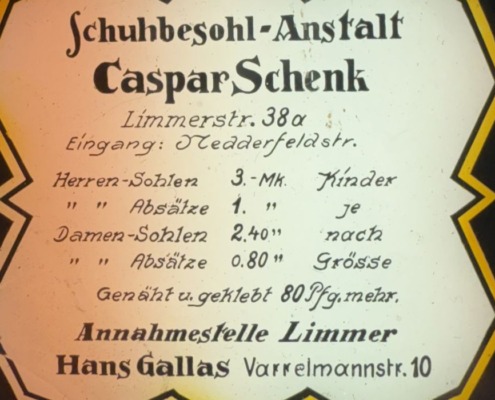 Schuhbesohl-Anstalt
Caspar Schenk
Limmerstr. 38a
Eingang: Nedderfeldstr.
Herren-Sohlen 3.-Mk. Kinder
" " Absätze 1. " je
Damen-Sohlen 2.40 " nach
" " Absätze 0.80 " Grösse
Genäht u. geklebt 80 Pfg. mehr.
Annahmestelle Limmer
Hans Gallas Varrelmannstr. 10